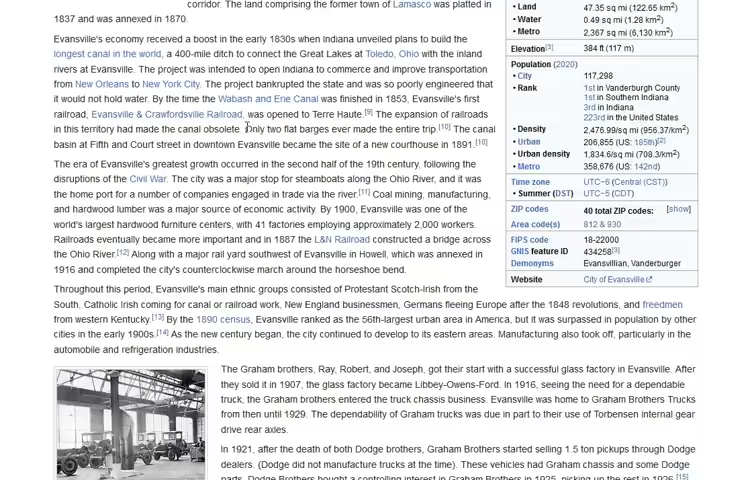 corridor. The land comprising the former town of Lamasco was platted in
1837 and was annexed in 1870.
Evansville's economy received a boost in the early 1830s when Indiana unveiled plans to build the
longest canal in the world, a 400-mile ditch to connect the Great Lakes at Toledo, Ohio with the inland
rivers at Evansville. The project was intended to open Indiana to commerce and improve transportation
from New Orleans to New York City. The project bankrupted the state and was so poorly engineered that
it would not hold water. By the time the Wabash and Erie Canal was finished in 1853, Evansville's first
railroad, Evansville & Crawfordsville Railroad, was opened to Terre Haute.[9] The expansion of railroads
in this territory had made the canal obsolete. Only two flat barges ever made the entire trip.[10] The canal
basin at Fifth and Court street in downtown Evansville became the site of a new courthouse in 1891.[10]
The era of Evansville's greatest growth occurred in the second half of the 19th century, following the
disruptions of the Civil War. The city was a major stop for steamboats along the Ohio River, and it was
the home port for a number of companies engaged in trade via the river.[11] Coal mining, manufacturing,
and hardwood lumber was a major source of economic activity. By 1900, Evansville was one of the
world's largest hardwood furniture centers, with 41 factories employing approximately 2,000 workers.
Railroads eventually became more important and in 1887 the L&N Railroad constructed a bridge across
the Ohio River.[12] Along with a major rail yard southwest of Evansville in Howell, which was annexed in
1916 and completed the city's counterclockwise march around the horseshoe bend.
Throughout this period, Evansville's main ethnic groups consisted of Protestant Scotch-Irish from the
South, Catholic Irish coming for canal or railroad work, New England businessmen, Germans fleeing Europe after the 1848 revolutions, and freedmen
from western Kentucky.[13] By the 1890 census, Evansville ranked as the 56th-largest urban area in America, but it was surpassed in population by other
cities in the early 1900s.[14] As the new century began, the city continued to develop to its eastern areas. Manufacturing also took off, particularly in the
automobile and refrigeration industries.
The Graham brothers, Ray, Robert, and Joseph, got their start with a successful glass factory in Evansville. After
they sold it in 1907, the glass factory became Libbey-Owens-Ford. In 1916, seeing the need for a dependable
truck, the Graham brothers entered the truck chassis business. Evansville was home to Graham Brothers Trucks
from then until 1929. The dependability of Graham trucks was due in part to their use of Torbensen internal gear
drive rear axles.
In 1921, after the death of both Dodge brothers, Graham Brothers started selling 1.5 ton pickups through Dodge
dealers. (Dodge did not manufacture trucks at the time). These vehicles had Graham chassis and some Dodge
parts. Dodge Brothers bought a controlling interest in Graham Brothers in 1925, picking up the rest in 1926.[15]
• Land 47.35 sq mi (122.65 km2)
• Water 0.49 sq mi (1.28 km2)
• Metro 2,367 sq mi (6,130 km2)
Elevation[3] 384 ft (117 m)
Population (2020)
• City 117,298
• Rank 1st in Vanderburgh County
1st in Southern Indiana
3rd in Indiana
223rd in the United States
• Density 2,476.99/sq mi (956.37/km2)
• Urban 206,855 (US: 185th)[2]
• Urban density 1,834.6/sq mi (708.3/km2)
• Metro 358,676 (US: 142nd)
Time zone UTC−6 (Central (CST))
• Summer (DST) UTC−5 (CDT)
ZIP codes 40 total ZIP codes: [show]
Area code(s) 812 & 930
FIPS code 18-22000
GNIS feature ID 434258[3]
Demonyms Evansvillian, Vanderburger
Website City of Evansville